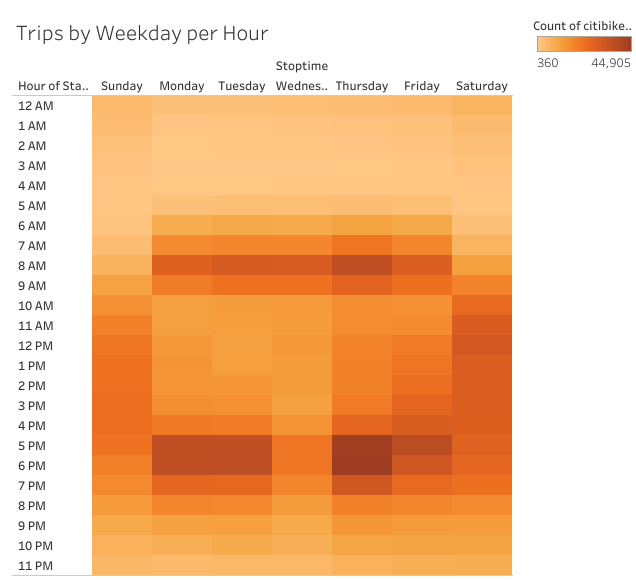 Trips by Weekday per Hour
Count of citibike..
360 44,905
Stoptime
Hour of Sta.. Sunday Monday Tuesday Wednes.. Thursday Friday Saturday
12 AM
1 AM
2 AM
3 AM
4 AM
5 AM
6 AM
7 AM
8 AM
9 AM
10 AM
11 AM
12 PM
1 PM
2 PM
3 PM
4 PM
5 PM
6 PM
7 PM
8 PM
9 PM
10 PM
11 PM